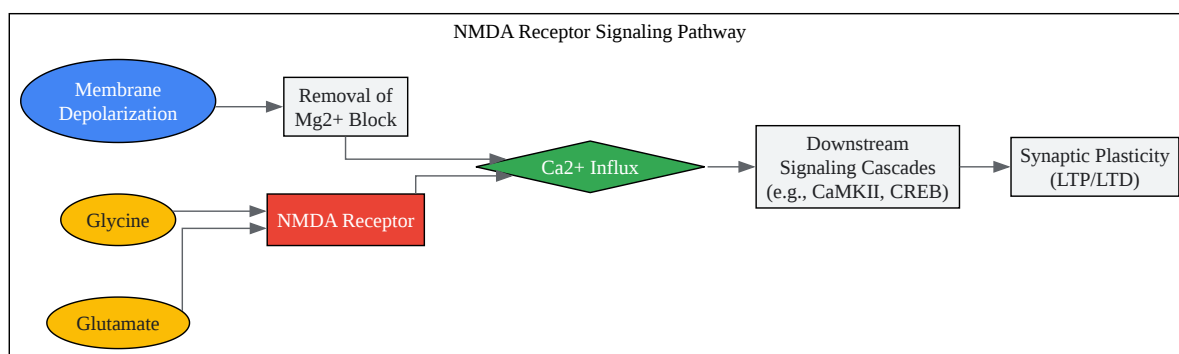 NMDA Receptor Signaling Pathway
Membrane
Depolarization
Removal of
Mg2+ Block
Glycine
Glutamate
NMDA Receptor
Ca2+ Influx
Downstream
Signaling Cascades
(e.g., CaMKII, CREB)
Synaptic Plasticity
(LTP/LTD)